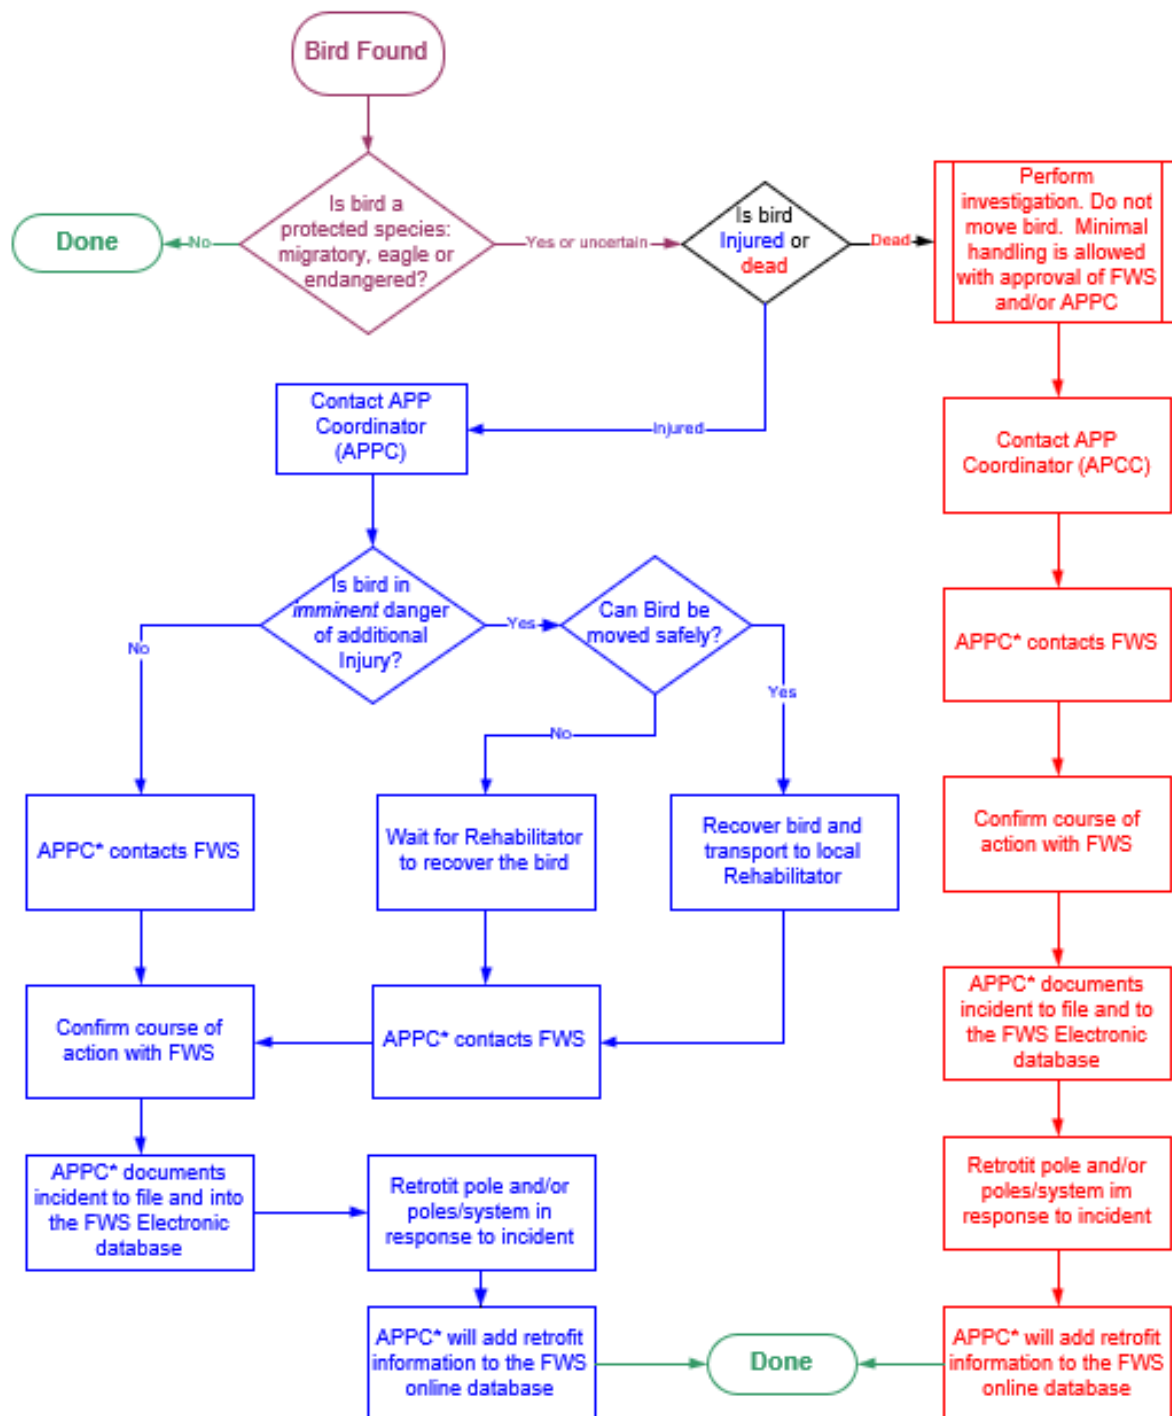 Bird Found
Is bird a
protected species:
migratory, eagle or
endangered?
No
Done
Yes or uncertain
Is bird
Injured or
dead
Dead
Perform
investigation. Do not
move bird. Minimal
handling is allowed
with approval of FWS
and/or APPC
Injured
Contact APP
Coordinator
(APPC)
Contact APP
Coordinator (APCC)
Is bird in
imminent danger
of additional
Injury?
Yes
Can Bird be
moved safely?
No
No
Yes
APPC* contacts FWS
APPC* contacts FWS
Wait for Rehabilitator
to recover the bird
Recover bird and
transport to local
Rehabilitator
Confirm course of
action with FWS
Confirm course of
action with FWS
APPC* contacts FWS
APPC* documents
incident to file and to
the FWS Electronic
database
APPC* documents
incident to file and into
the FWS Electronic
database
Retrotit pole and/or
poles/system in
response to incident
Retrotit pole and/or
poles/system im
response to incident
APPC* will add retrofit
information to the FWS
online database
Done
APPC* will add retrofit
information to the FWS
online database